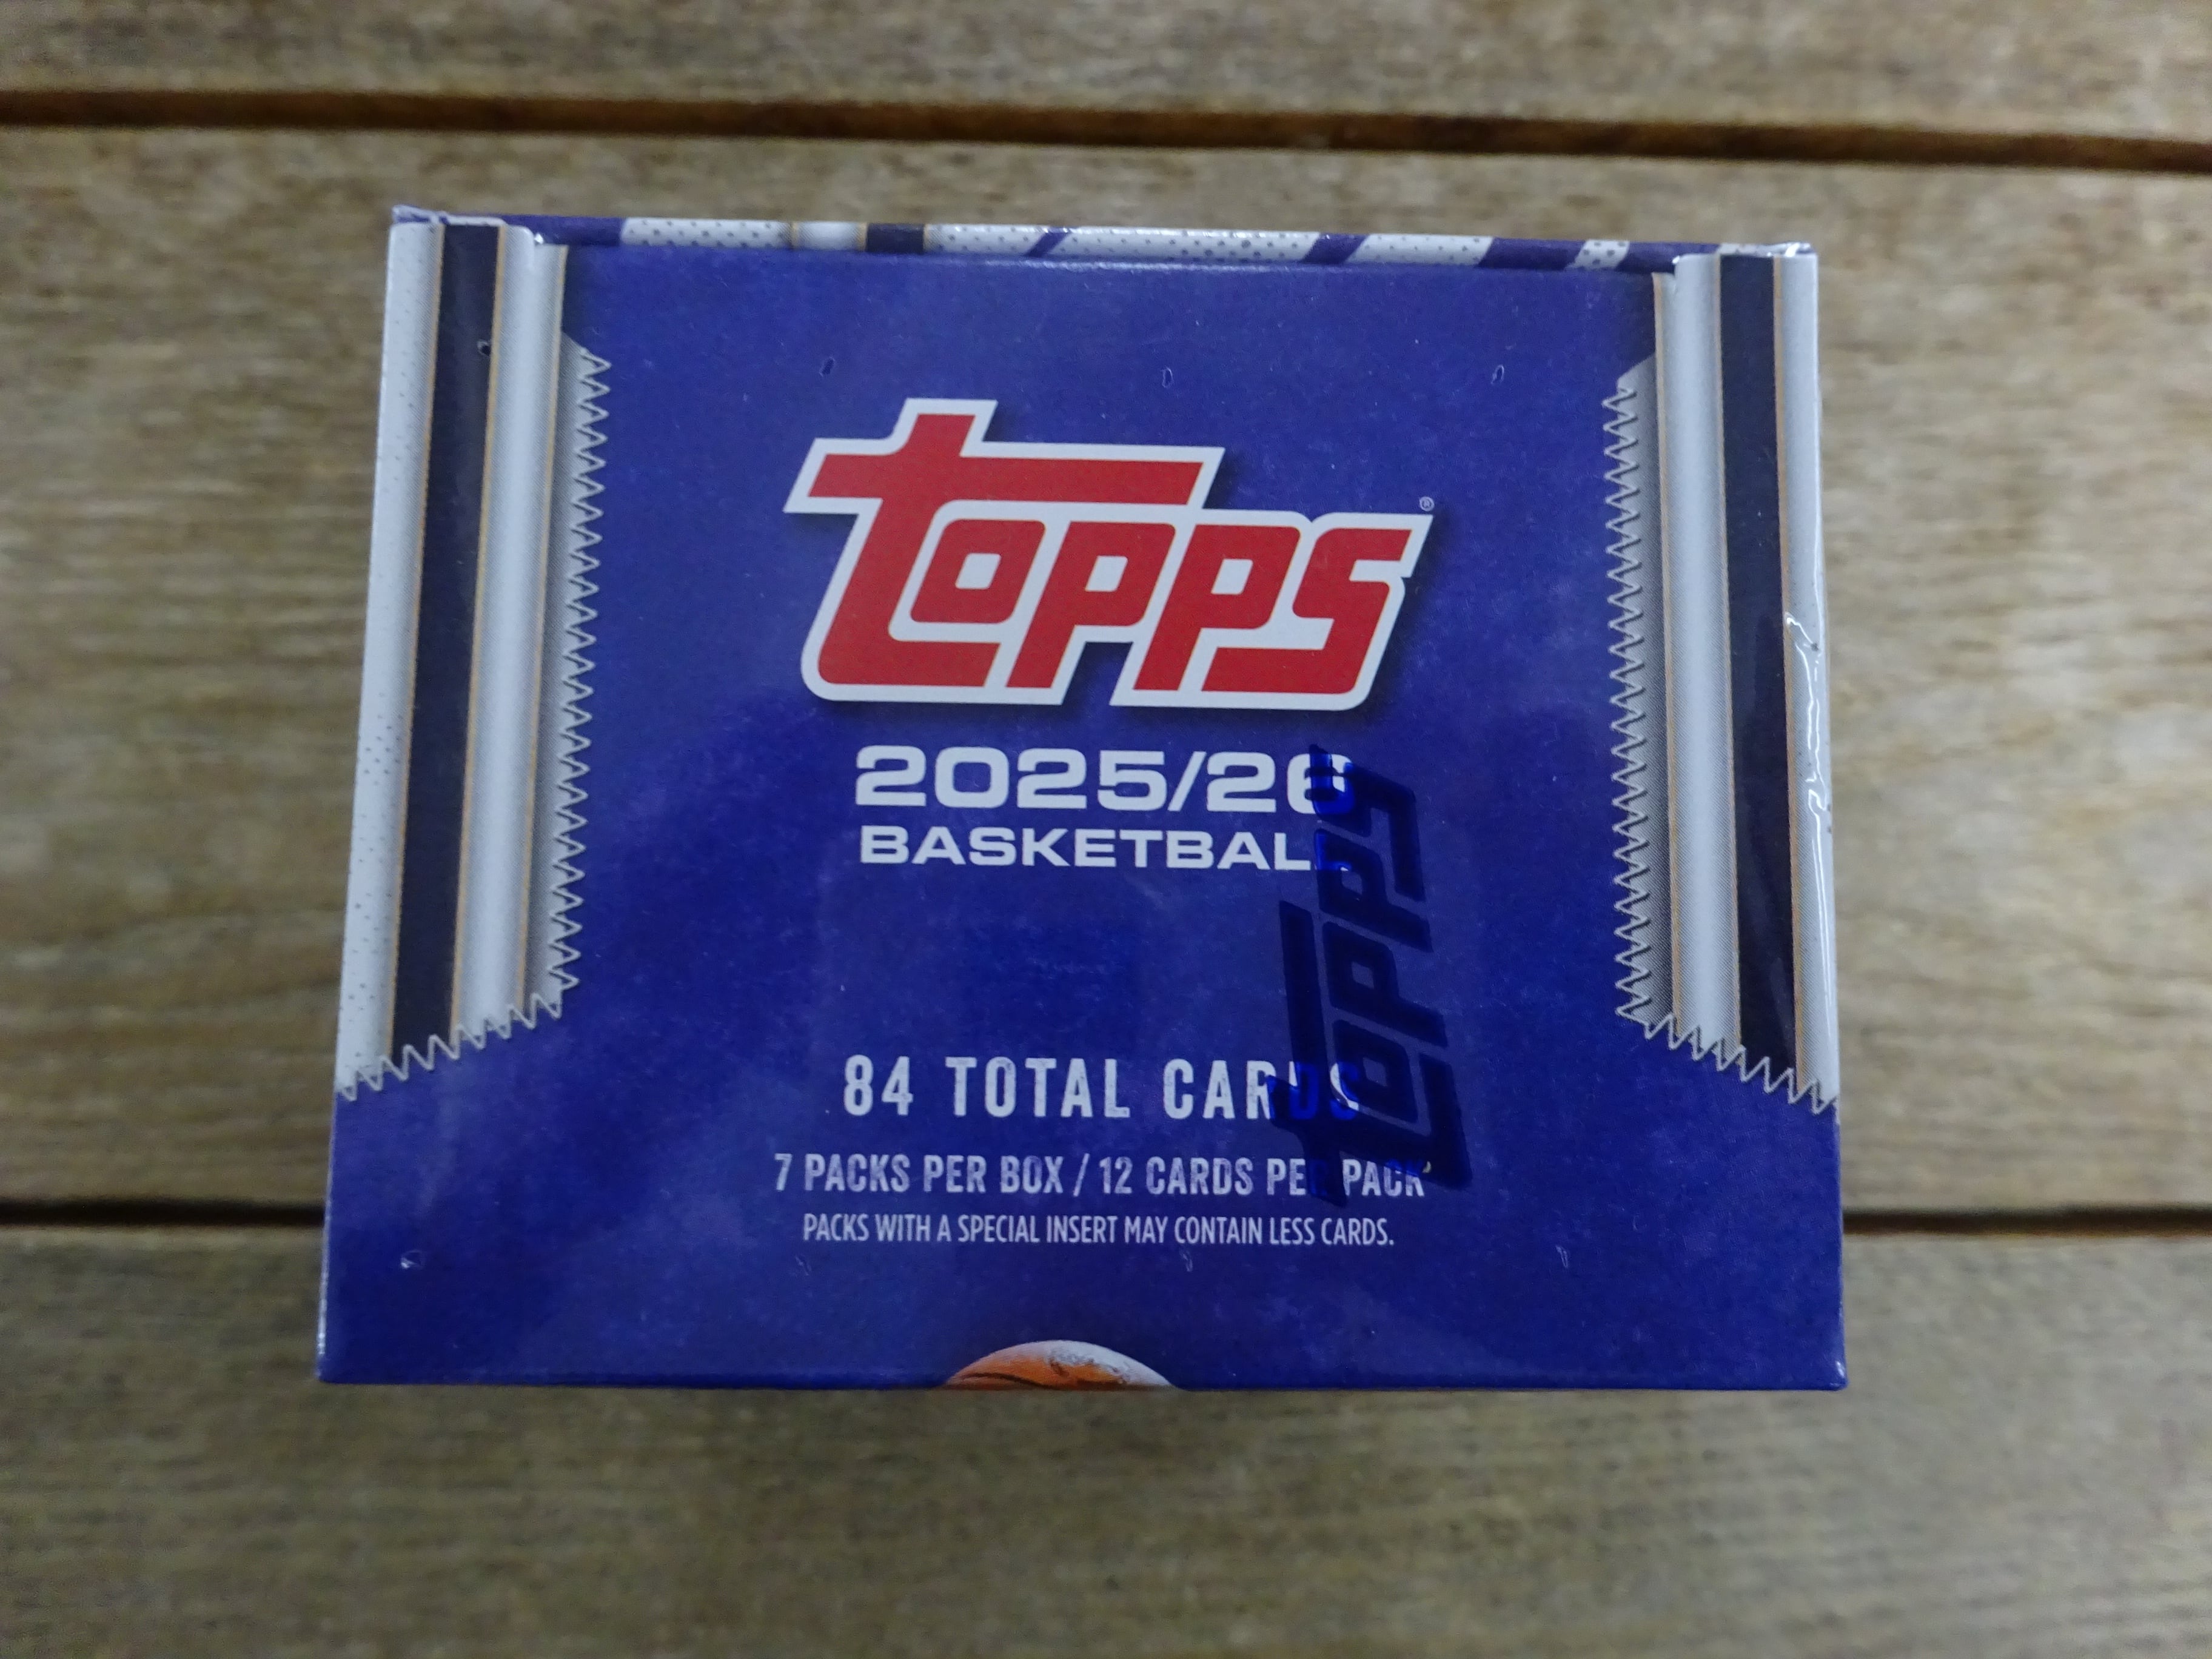 Topps®
2025/26
BASKETBALL
Topps
84 TOTAL CARDS
7 PACKS PER BOX / 12 CARDS PER PACK*
PACKS WITH A SPECIAL INSERT MAY CONTAIN LESS CARDS.